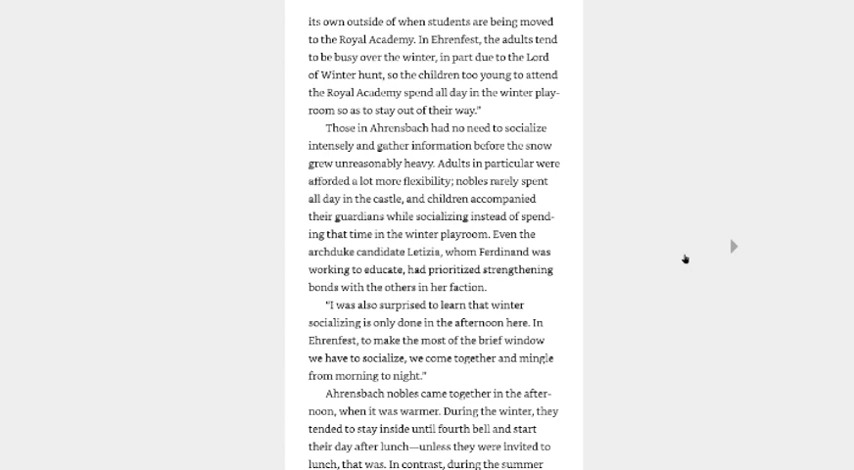 its own outside of when students are being moved
to the Royal Academy. In Ehrenfest, the adults tend
to be busy over the winter, in part due to the Lord
of Winter hunt, so the children too young to attend
the Royal Academy spend all day in the winter play-
room so as to stay out of their way.”
Those in Ahrensbach had no need to socialize
intensely and gather information before the snow
grew unreasonably heavy. Adults in particular were
afforded a lot more flexibility; nobles rarely spent
all day in the castle, and children accompanied
their guardians while socializing instead of spend-
ing that time in the winter playroom. Even the
archduke candidate Letizia, whom Ferdinand was
working to educate, had prioritized strengthening
bonds with the others in her faction.
“I was also surprised to learn that winter
socializing is only done in the afternoon here. In
Ehrenfest, to make the most of the brief window
we have to socialize, we come together and mingle
from morning to night.”
Ahrensbach nobles came together in the after-
noon, when it was warmer. During the winter, they
tended to stay inside until fourth bell and start
their day after lunch—unless they were invited to
lunch, that was. In contrast, during the summer